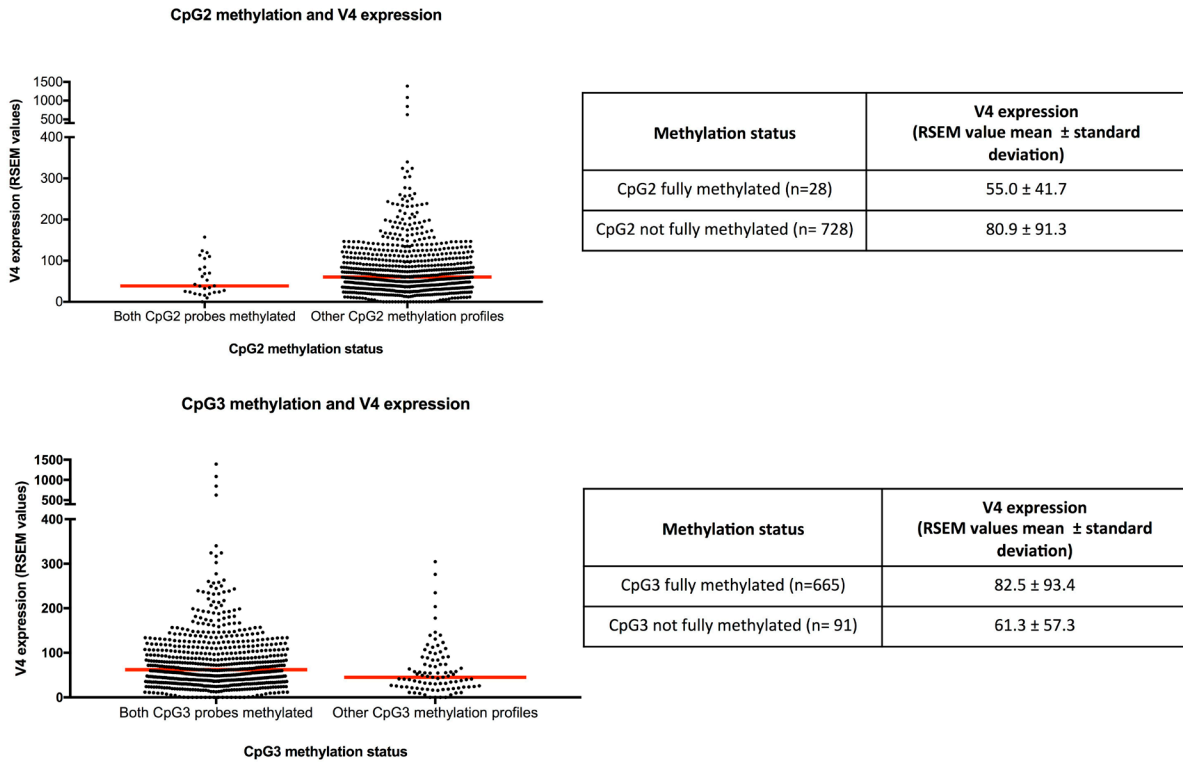 CpG2 methylation and V4 expression
V4 expression (RSEM values)
1500
1000
500
400
300
200
100
0
Both CpG2 probes methylated Other CpG2 methylation profiles
CpG2 methylation status
Methylation status
V4 expression
(RSEM value mean ± standard
deviation)
CpG2 fully methylated (n=28) 55.0 ± 41.7
CpG2 not fully methylated (n= 728) 80.9 ± 91.3
CpG3 methylation and V4 expression
V4 expression (RSEM values)
1500
1000
500
400
300
200
100
0
Both CpG3 probes methylated Other CpG3 methylation profiles
CpG3 methylation status
Methylation status
V4 expression
(RSEM values mean ± standard
deviation)
CpG3 fully methylated (n=665) 82.5 ± 93.4
CpG3 not fully methylated (n= 91) 61.3 ± 57.3